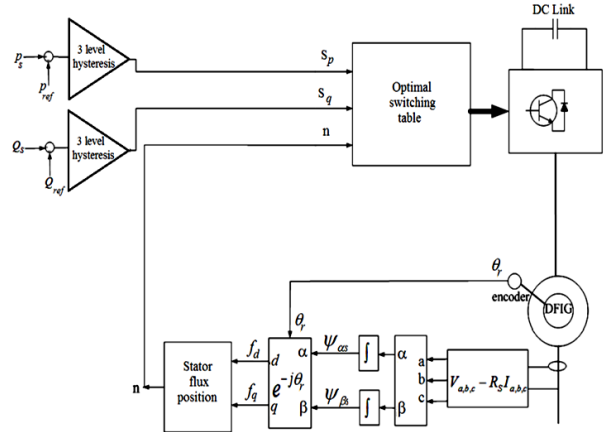 DC Link
P_s
P_ref
3 level
hysteresis
S_p
Q_s
Q_ref
3 level
hysteresis
S_q
n
Optimal
switching
table
θ_r
encoder
DFIG
θ_r
n
Stator
flux
position
f_d
f_q
d
q
e^{-jθ_r}
α
β
ψ_αs
ψ_βs
∫
∫
α
β
a
b
c
V_{a,b,c} − R_S I_{a,b,c}